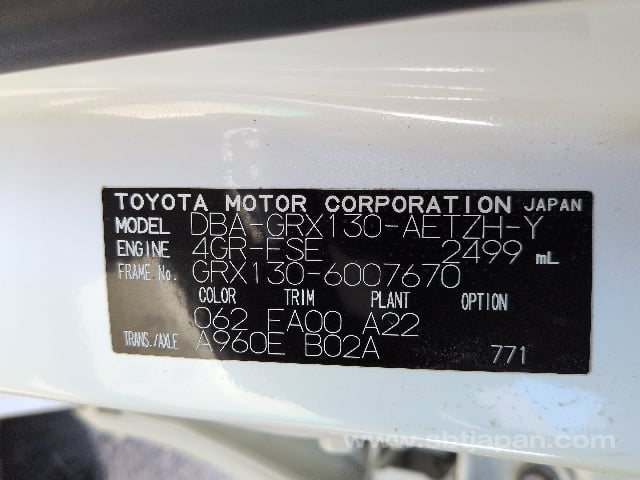 TOYOTA MOTOR CORPORATION JAPAN
MODEL DBA-GRX130-AETZH-Y
ENGINE 4GR-FSE 2499 mL
FRAME No. GRX130-6007670
COLOR TRIM PLANT OPTION
062 FA00 A22
TRANS./AXLE A960E B02A 771
www.sbtjapan.com